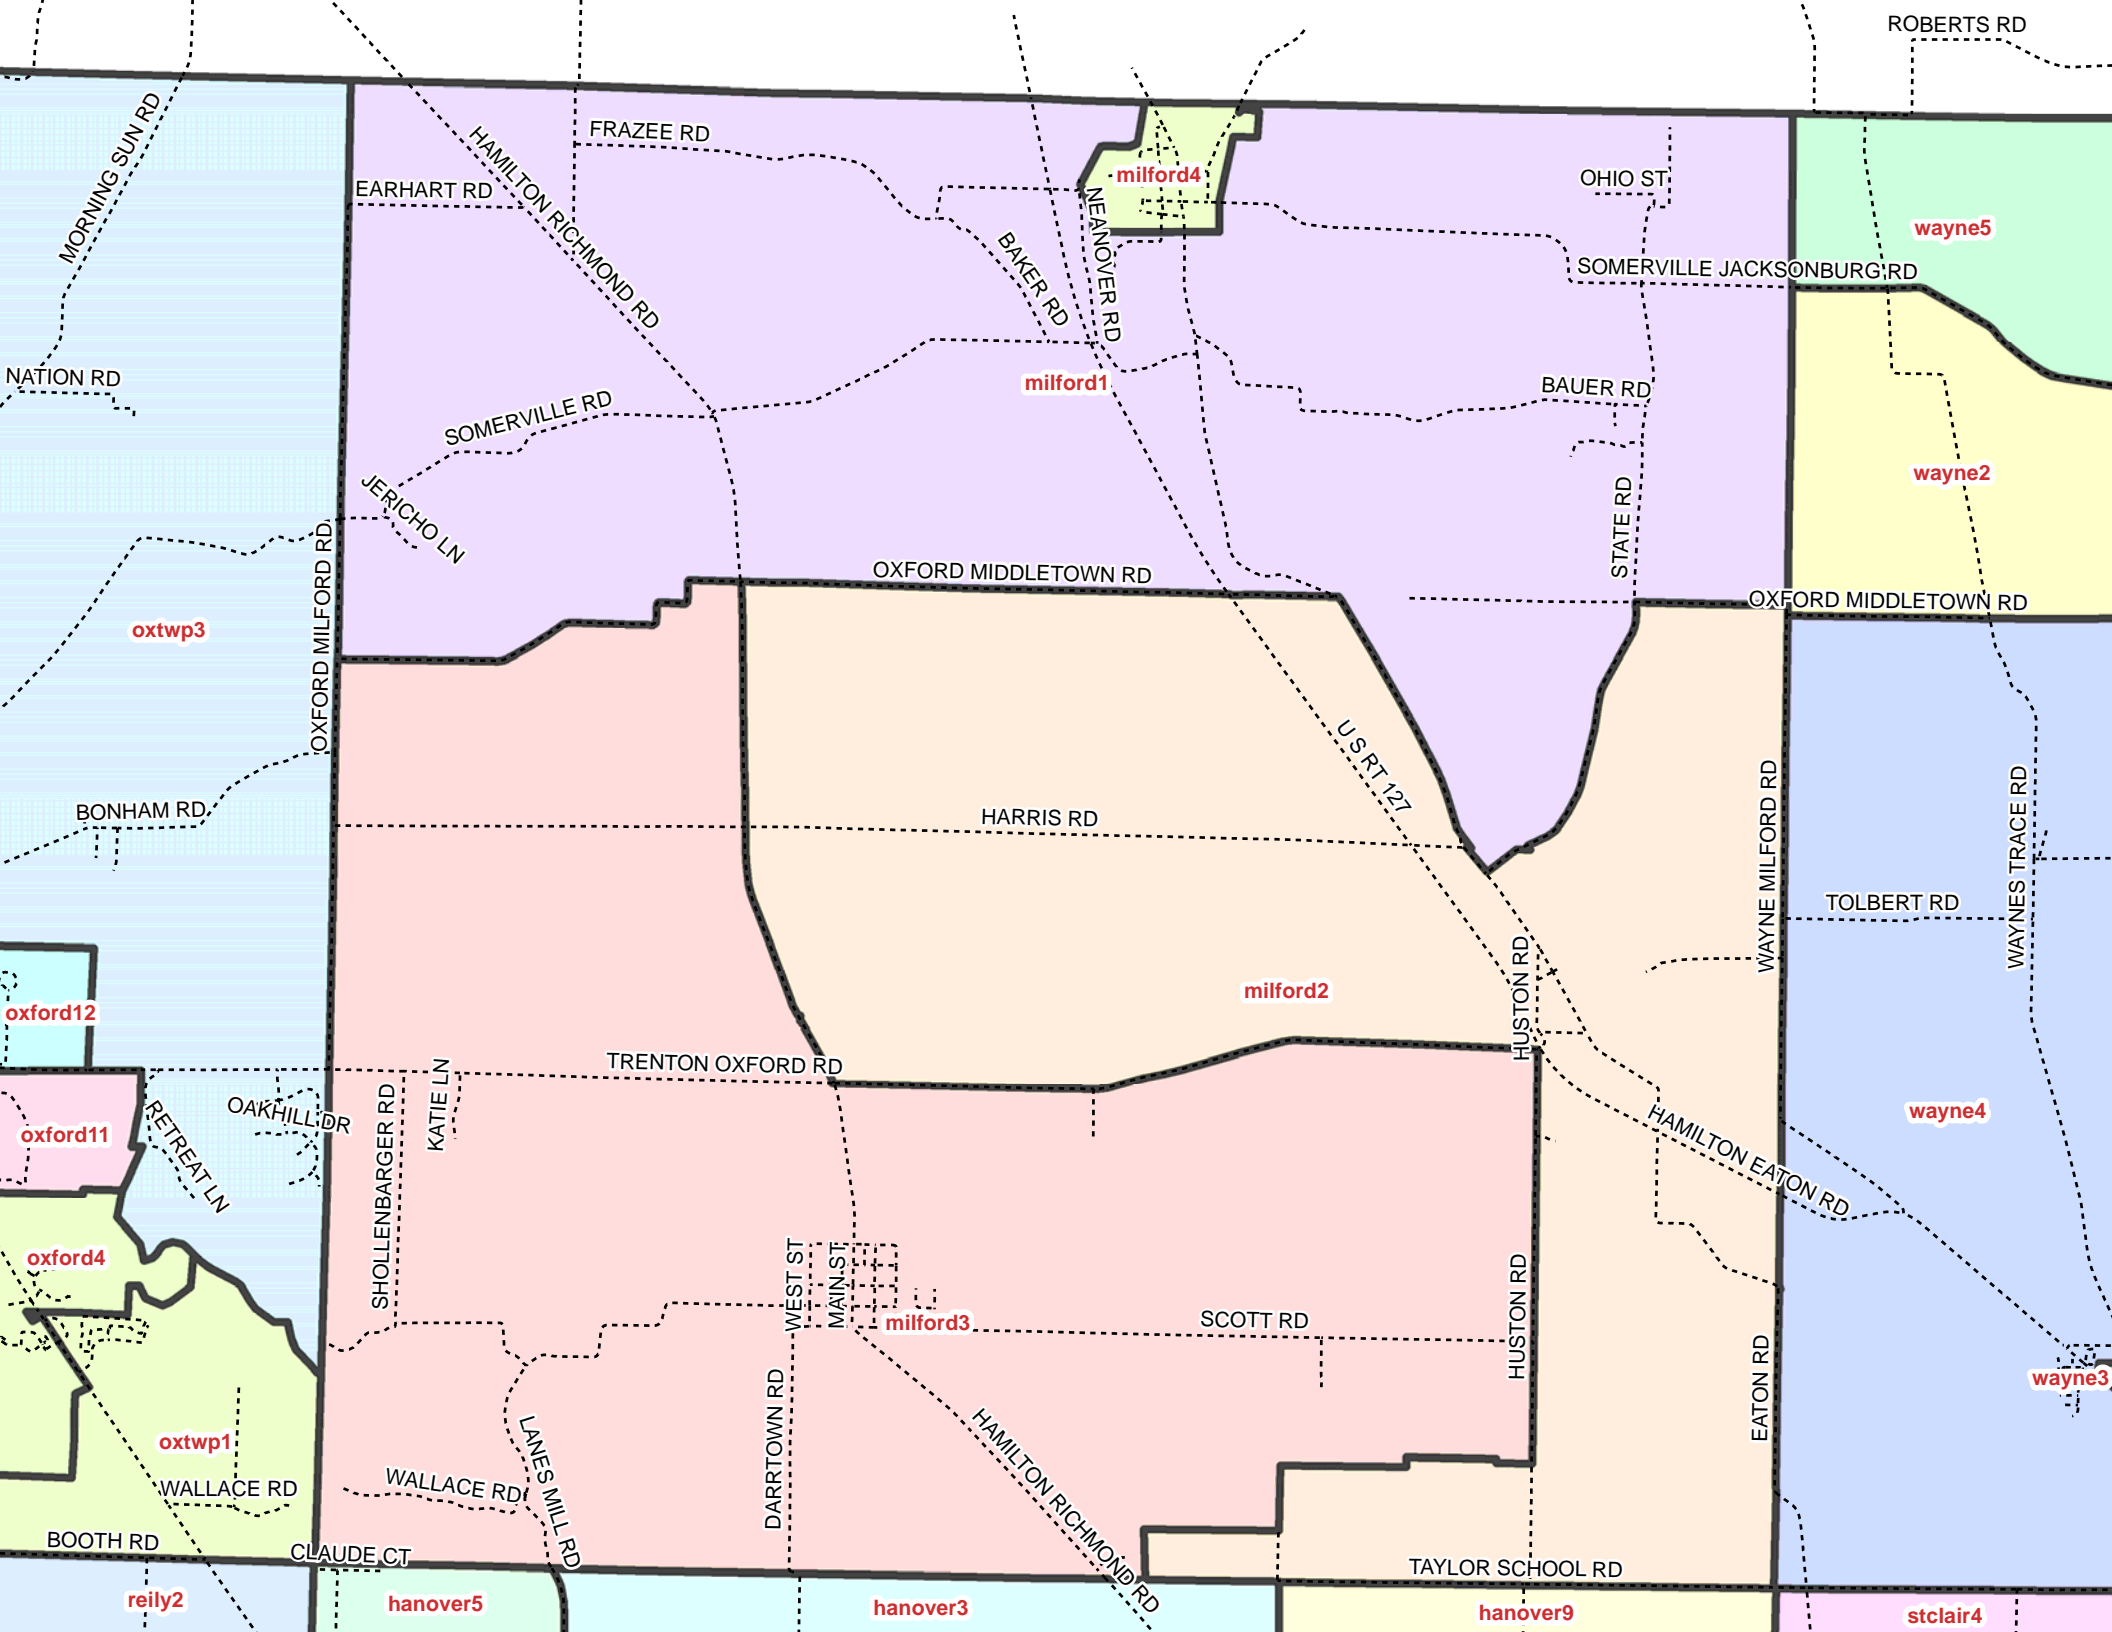 ROBERTS RD
MORNING SUN RD
HAMILTON RICHMOND RD
FRAZEE RD
milford4
EARHART RD
OHIO ST
NEANOVER RD
BAKER RD
wayne5
SOMERVILLE JACKSONBURG RD
NATION RD
milford1
BAUER RD
SOMERVILLE RD
wayne2
JERICHO LN
STATE RD
OXFORD MILFORD RD
OXFORD MIDDLETOWN RD
OXFORD MIDDLETOWN RD
oxtwp3
U S RT 127
WAYNE MILFORD RD
WAYNES TRACE RD
BONHAM RD
HARRIS RD
TOLBERT RD
HUSTON RD
milford2
oxford12
TRENTON OXFORD RD
KATIE LN
SHOLLENBARGER RD
OAKHILL DR
RETREAT LN
oxford11
wayne4
HAMILTON EATON RD
oxford4
WEST ST
MAIN ST
milford3
SCOTT RD
HUSTON RD
EATON RD
wayne3
DARRTOWN RD
LANES MILL RD
HAMILTON RICHMOND RD
oxtwp1
WALLACE RD
WALLACE RD
BOOTH RD
CLAUDE CT
TAYLOR SCHOOL RD
reily2
hanover5
hanover3
hanover9
stclair4